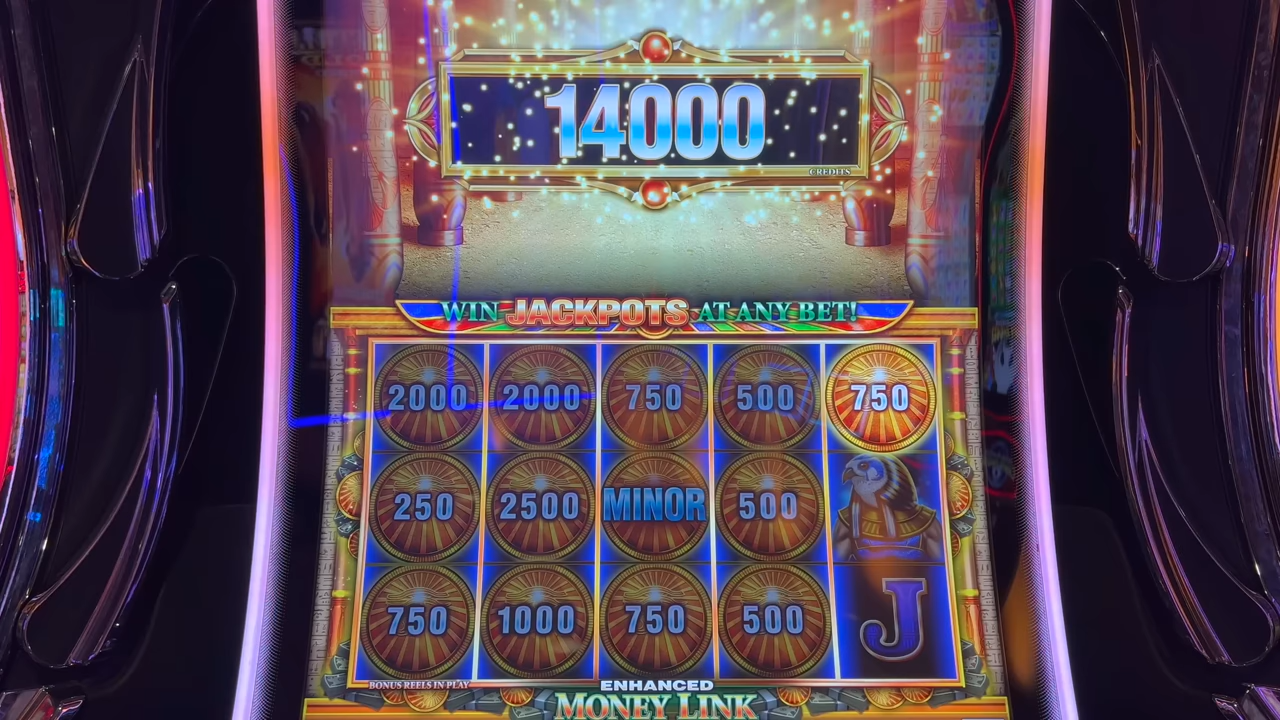 14000
CREDITS
WIN JACKPOTS AT ANY BET!
2000 2000 750 500 750
250 2500 MINOR 500
750 1000 750 500 J
BONUS REELS IN PLAY
ENHANCED
MONEY LINK